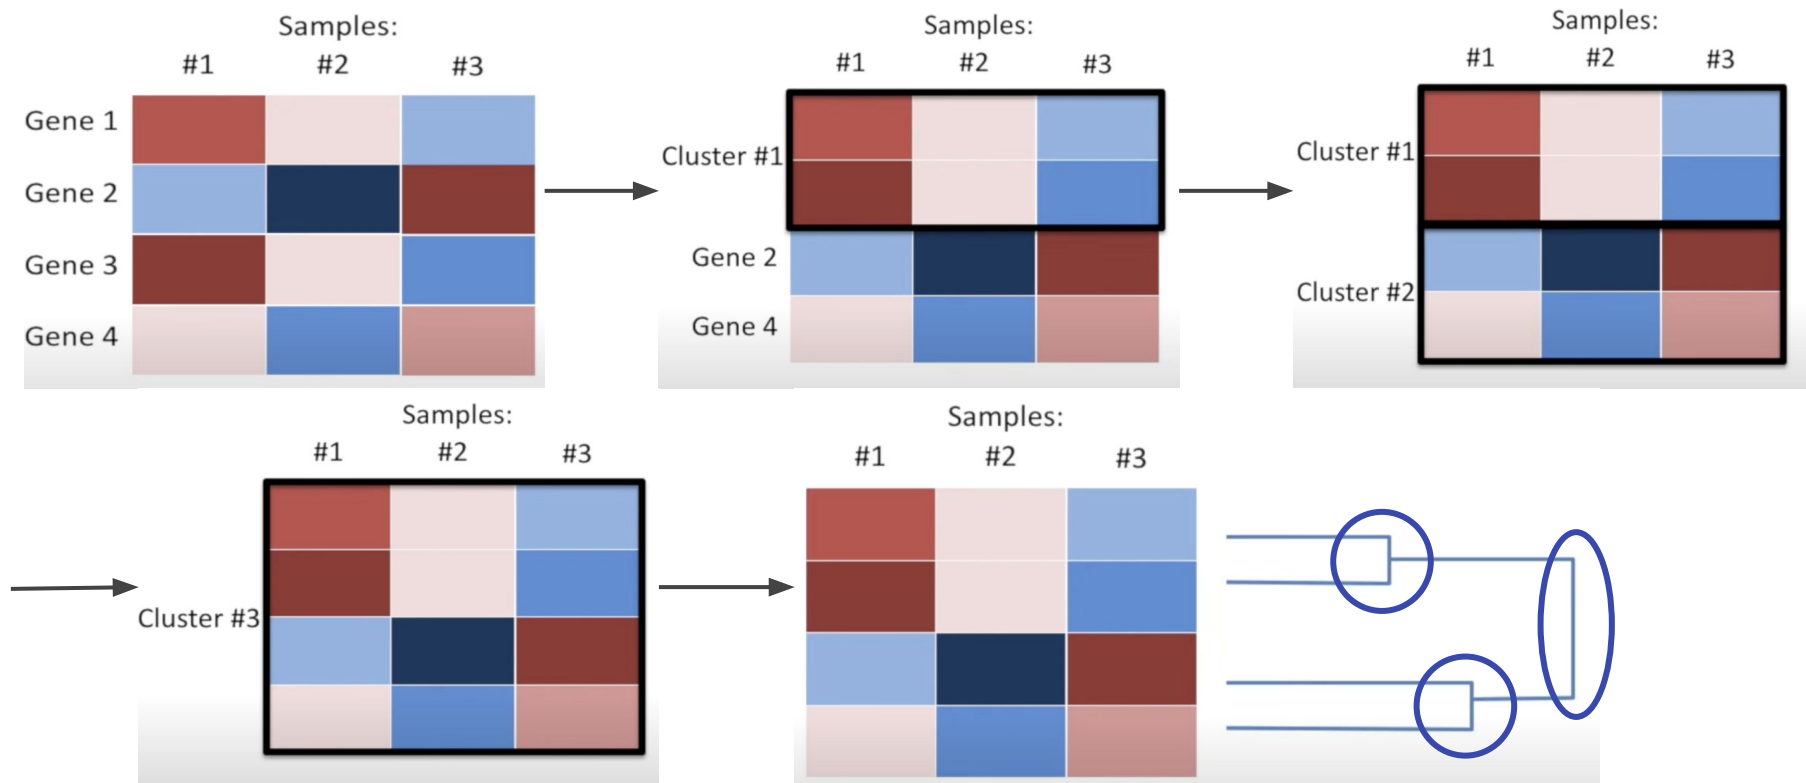 Samples:
#1 #2 #3
Gene 1
Gene 2
Gene 3
Gene 4
Samples:
#1 #2 #3
Cluster #1
Gene 2
Gene 4
Samples:
#1 #2 #3
Cluster #1
Cluster #2
Samples:
#1 #2 #3
Cluster #3
Samples:
#1 #2 #3